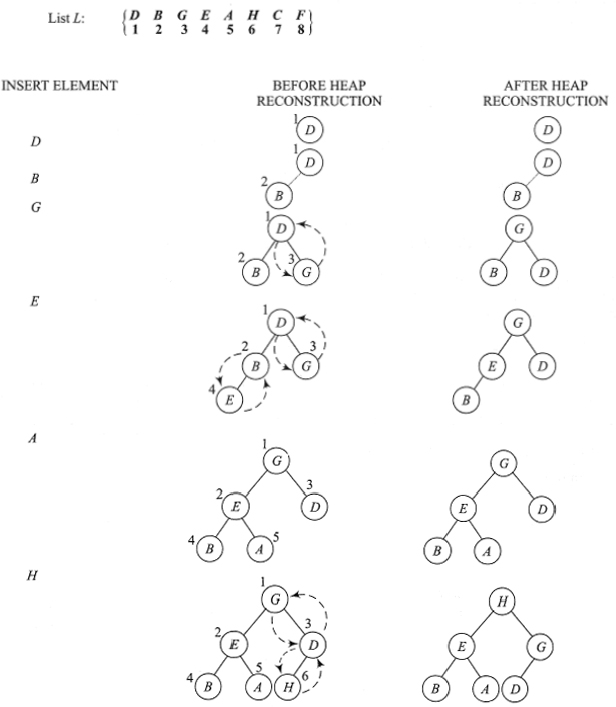 List L: { D B G E A H C F }
1 2 3 4 5 6 7 8
INSERT ELEMENT BEFORE HEAP RECONSTRUCTION AFTER HEAP RECONSTRUCTION
D
1 D
D
B
1 D
2 B
D
B
G
1 D
2 B 3 G
G
B D
E
1 D
2 B 3 G
4 E
G
E D
B
A
1 G
2 E 3 D
4 B A 5
G
E D
B A
H
1 G
2 E 3 D
4 B 5 A 6 H
H
E G
B A D